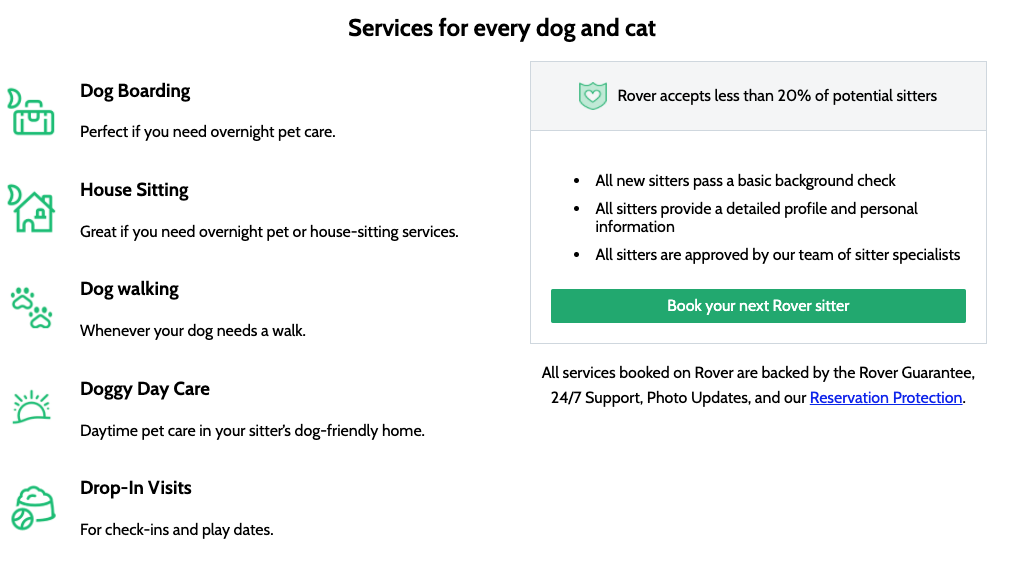 Services for every dog and cat
Dog Boarding
Perfect if you need overnight pet care.
House Sitting
Great if you need overnight pet or house-sitting services.
Dog walking
Whenever your dog needs a walk.
Doggy Day Care
Daytime pet care in your sitter's dog-friendly home.
Drop-In Visits
For check-ins and play dates.
Rover accepts less than 20% of potential sitters
• All new sitters pass a basic background check
• All sitters provide a detailed profile and personal
information
• All sitters are approved by our team of sitter specialists
Book your next Rover sitter
All services booked on Rover are backed by the Rover Guarantee,
24/7 Support, Photo Updates, and our Reservation Protection.